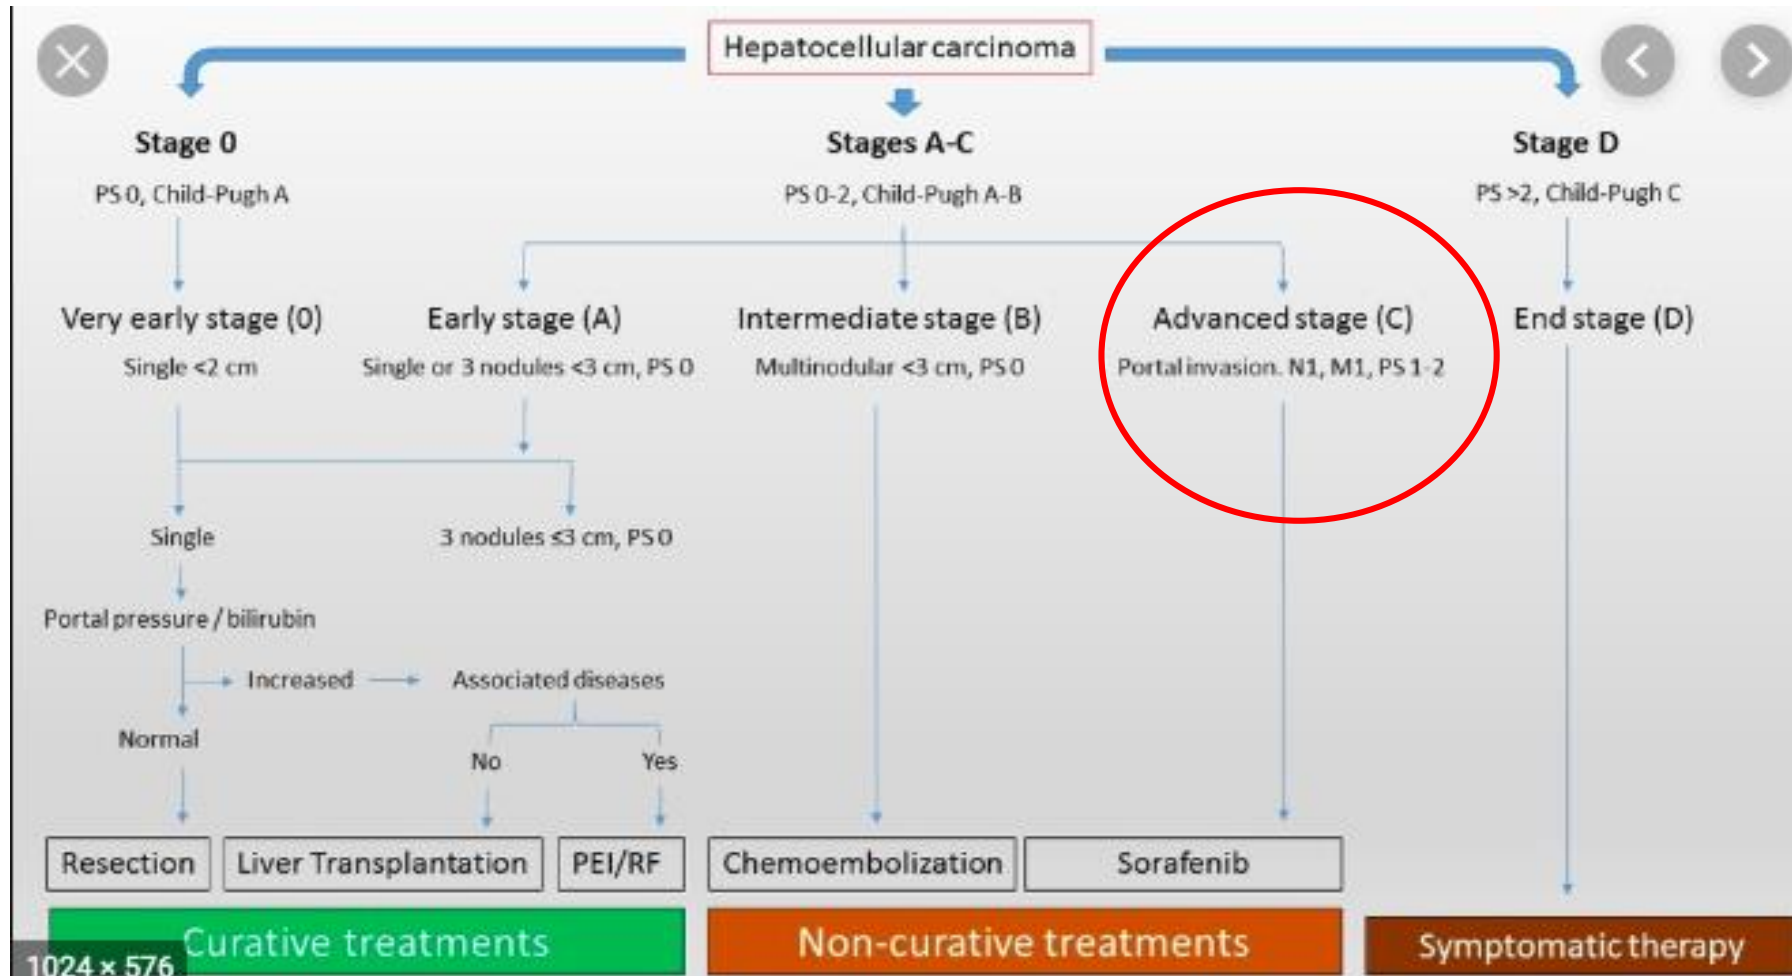 Hepatocellular carcinoma
Stage 0
Stages A-C
Stage D
PS 0, Child-Pugh A
PS 0-2, Child-Pugh A-B
PS >2, Child-Pugh C
Very early stage (0)
Early stage (A)
Intermediate stage (B)
Advanced stage (C)
End stage (D)
Single <2 cm
Single or 3 nodules <3 cm, PS 0
Multinodular <3 cm, PS 0
Portal invasion. N1, M1, PS 1-2
Single
3 nodules ≤3 cm, PS 0
Portal pressure / bilirubin
Increased
Associated diseases
Normal
No
Yes
Resection
Liver Transplantation
PEI/RF
Chemoembolization
Sorafenib
Curative treatments
Non-curative treatments
Symptomatic therapy
1024 × 576